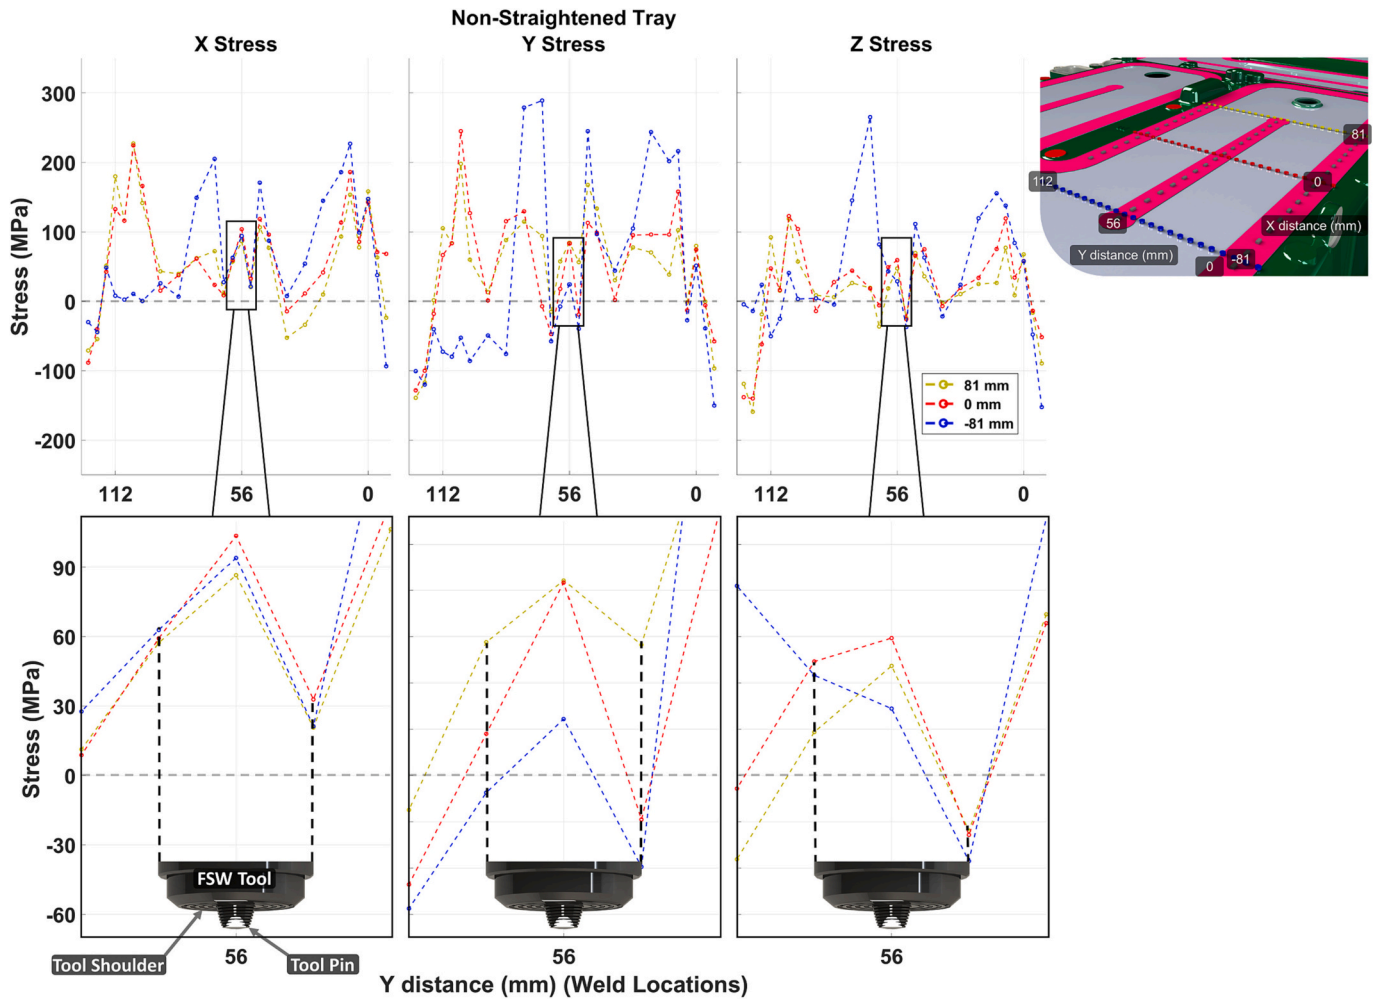 Non-Straightened Tray
X Stress
Y Stress
Z Stress
Stress (MPa)
300
200
100
0
-100
-200
112
56
0
112
56
0
112
56
0
81 mm
0 mm
-81 mm
81
0
112
56
X distance (mm)
Y distance (mm)
0
-81
Stress (MPa)
90
60
30
0
-30
-60
FSW Tool
Tool Shoulder
Tool Pin
56
56
56
Y distance (mm) (Weld Locations)